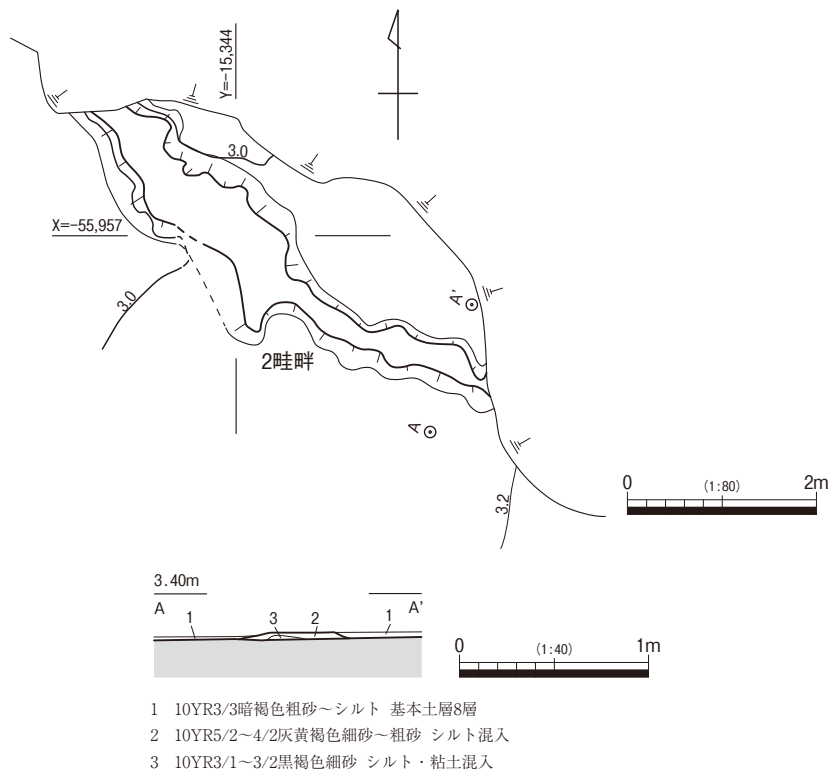 Y=-15,344
3.0
X=-55,957
3.0
A'
2畦畔
A
3.2
0 (1:80) 2m
3.40m
A A'
1 3 2 1
0 (1:40) 1m
1 10YR3/3暗褐色粗砂～シルト 基本土層8層
2 10YR5/2～4/2灰黄褐色細砂～粗砂 シルト混入
3 10YR3/1～3/2黒褐色細砂 シルト・粘土混入